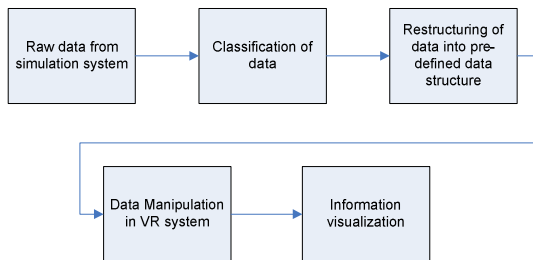 Raw data from
simulation system
Classification of
data
Restructuring of
data into pre-
defined data
structure
Data Manipulation
in VR system
Information
visualization